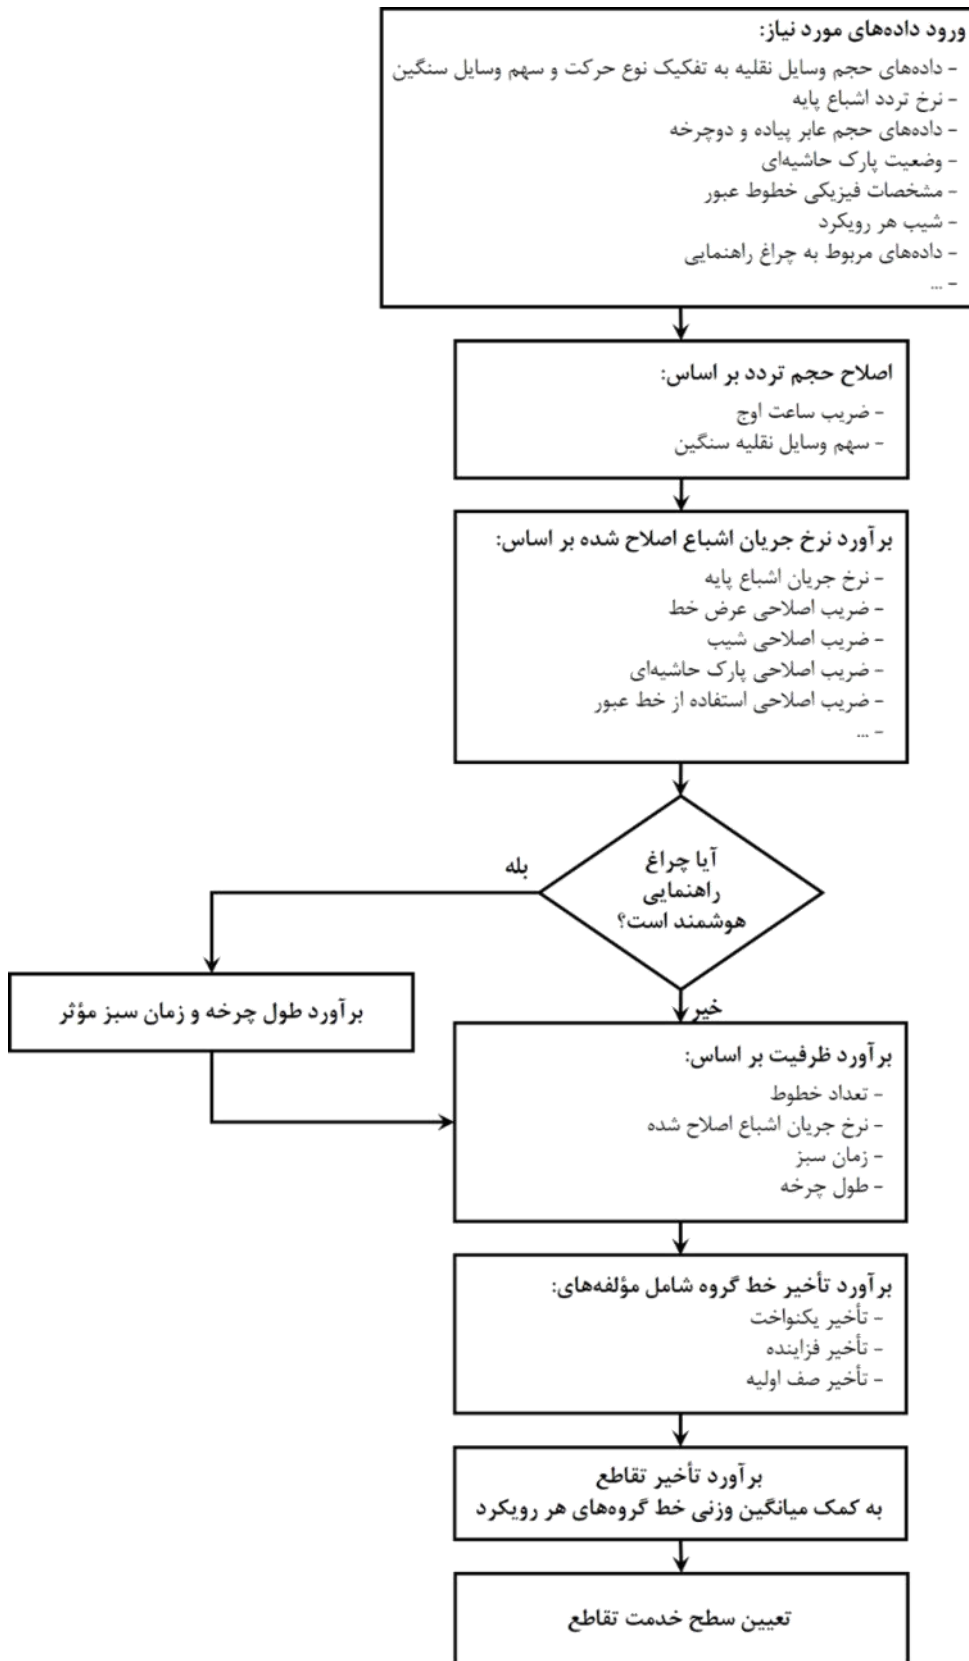 ورود داده‌های مورد نیاز:
- داده‌های حجم وسایل نقلیه به تفکیک نوع حرکت و سهم وسایل سنگین
- نرخ تردد اشباع پایه
- داده‌های حجم عابر پیاده و دوچرخه
- وضعیت پارک حاشیه‌ای
- مشخصات فیزیکی خطوط عبور
- شیب هر رویکرد
- داده‌های مربوط به چراغ راهنمایی
- ...
اصلاح حجم تردد بر اساس:
- ضریب ساعت اوج
- سهم وسایل نقلیه سنگین
برآورد نرخ جریان اشباع اصلاح شده بر اساس:
- نرخ جریان اشباع پایه
- ضریب اصلاحی عرض خط
- ضریب اصلاحی شیب
- ضریب اصلاحی پارک حاشیه‌ای
- ضریب اصلاحی استفاده از خط عبور
- ...
آیا چراغ
راهنمایی
هوشمند است؟
بله
برآورد طول چرخه و زمان سبز مؤثر
خیر
برآورد ظرفیت بر اساس:
- تعداد خطوط
- نرخ جریان اشباع اصلاح شده
- زمان سبز
- طول چرخه
برآورد تأخیر خط گروه شامل مؤلفه‌های:
- تأخیر یکنواخت
- تأخیر فزاینده
- تأخیر صف اولیه
برآورد تأخیر تقاطع
به کمک میانگین وزنی خط گروه‌های هر رویکرد
تعیین سطح خدمت تقاطع